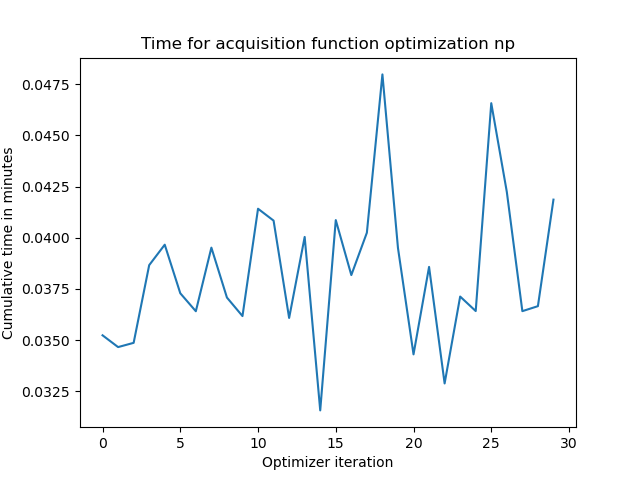 Time for acquisition function optimization np
Cumulative time in minutes
0.0475
0.0450
0.0425
0.0400
0.0375
0.0350
0.0325
0 5 10 15 20 25 30
Optimizer iteration